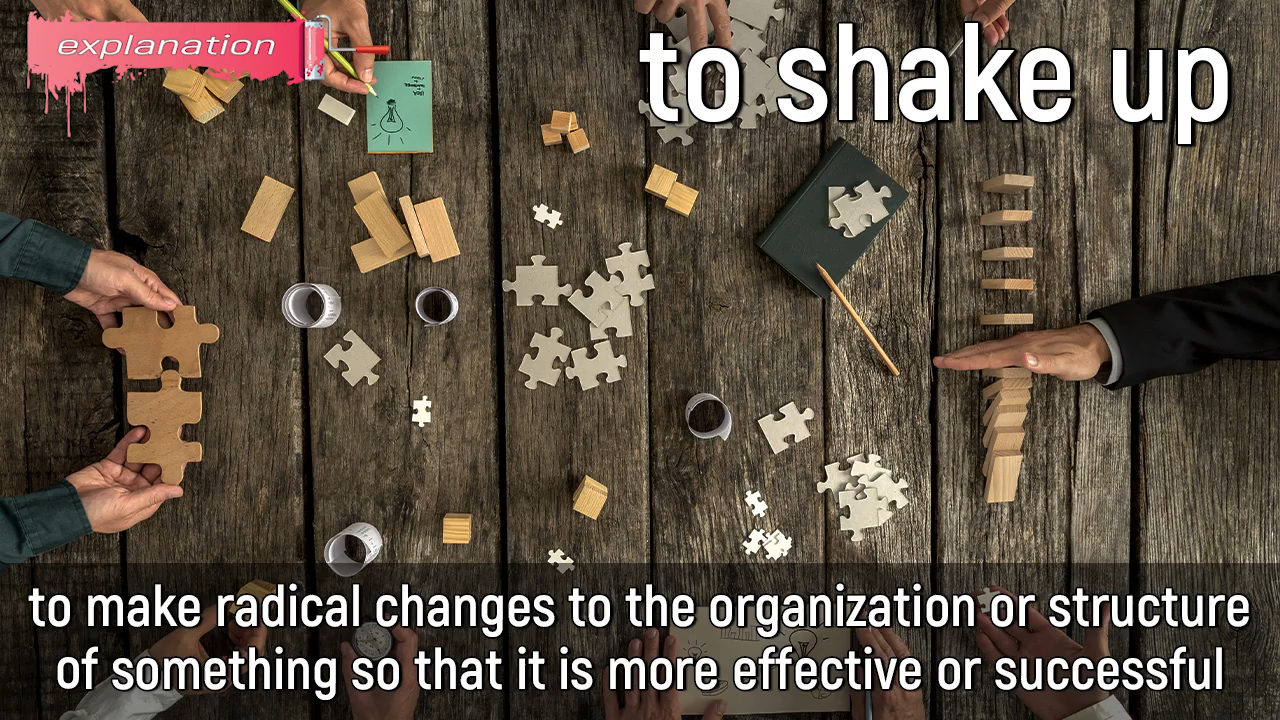 explanation
to shake up
to make radical changes to the organization or structure
of something so that it is more effective or successful